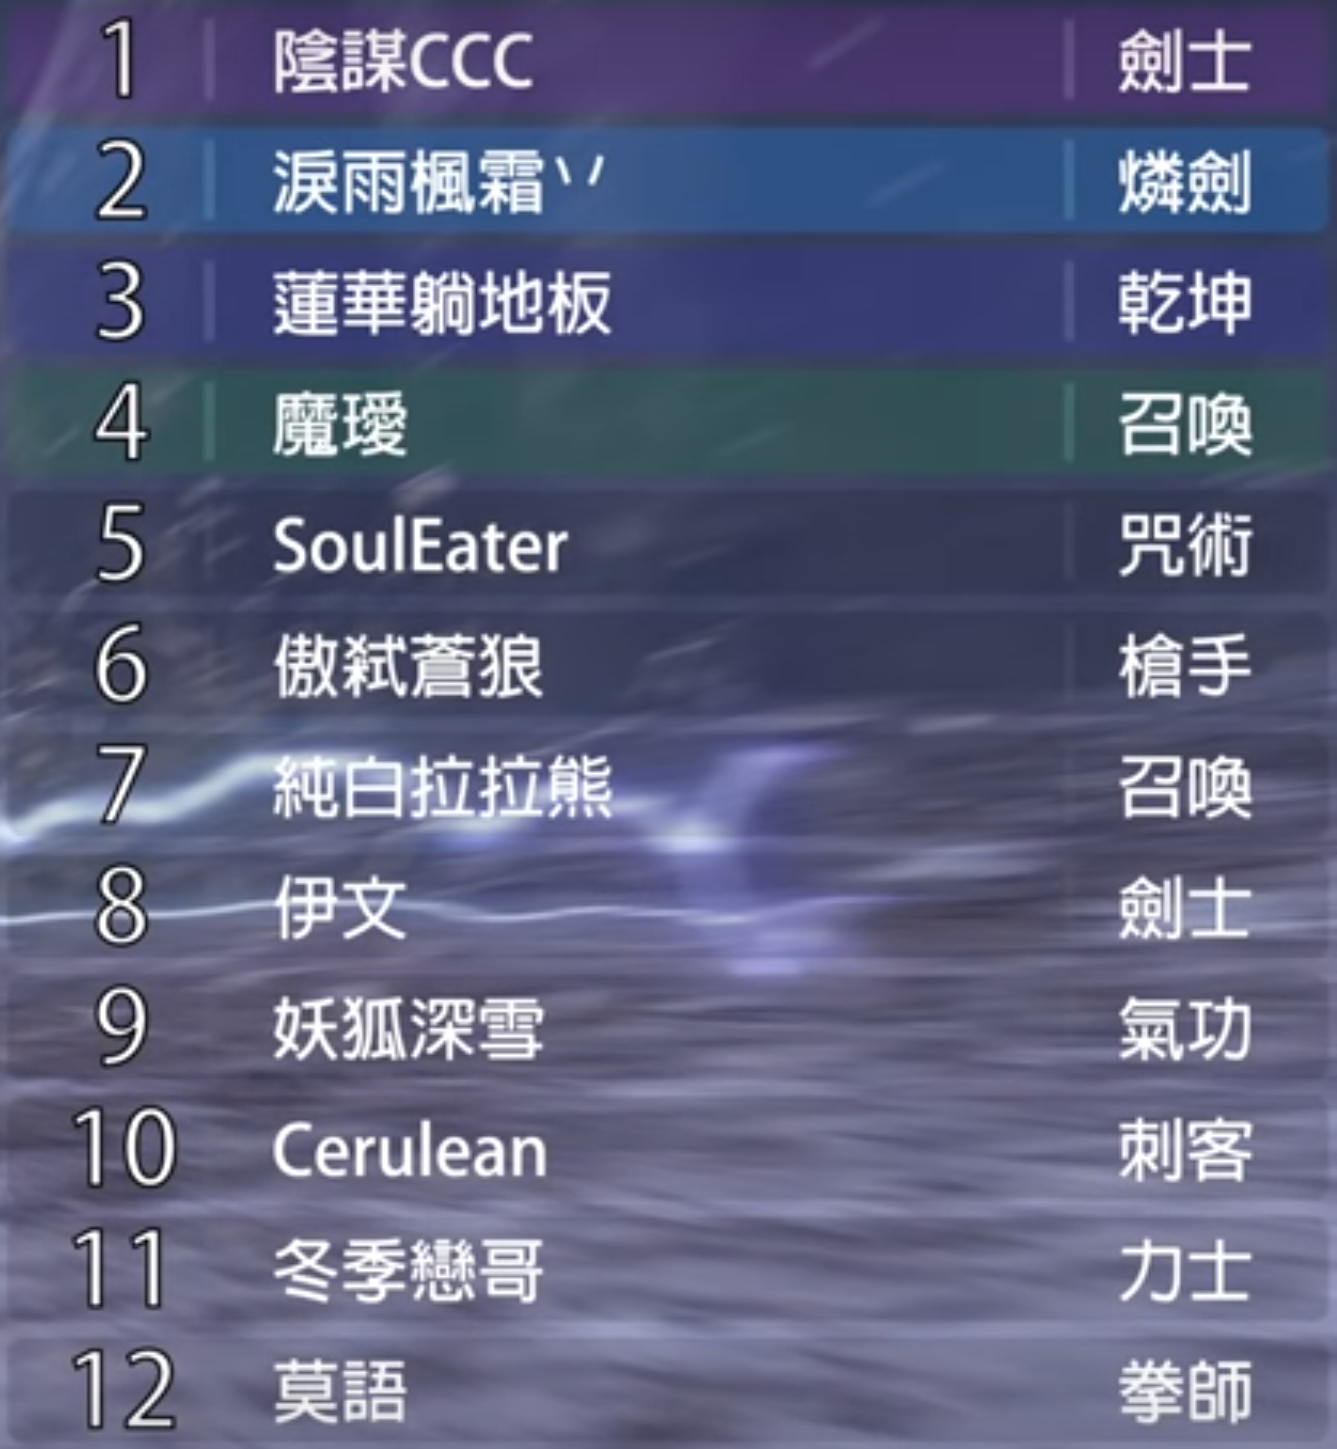 1 陰謀CCC 劍士
2 淚雨楓霜丷 燐劍
3 蓮華躺地板 乾坤
4 魔璦 召喚
5 SoulEater 咒術
6 傲弒蒼狼 槍手
7 純白拉拉熊 召喚
8 伊文 劍士
9 妖狐深雪 氣功
10 Cerulean 刺客
11 冬季戀哥 力士
12 莫語 拳師